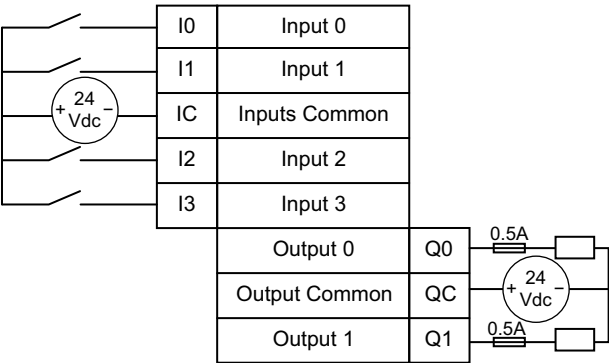 I0 Input 0
I1 Input 1
+ 24 Vdc −
IC Inputs Common
I2 Input 2
I3 Input 3
Output 0 Q0 0.5A
Output Common QC
+ 24 Vdc −
Output 1 Q1 0.5A